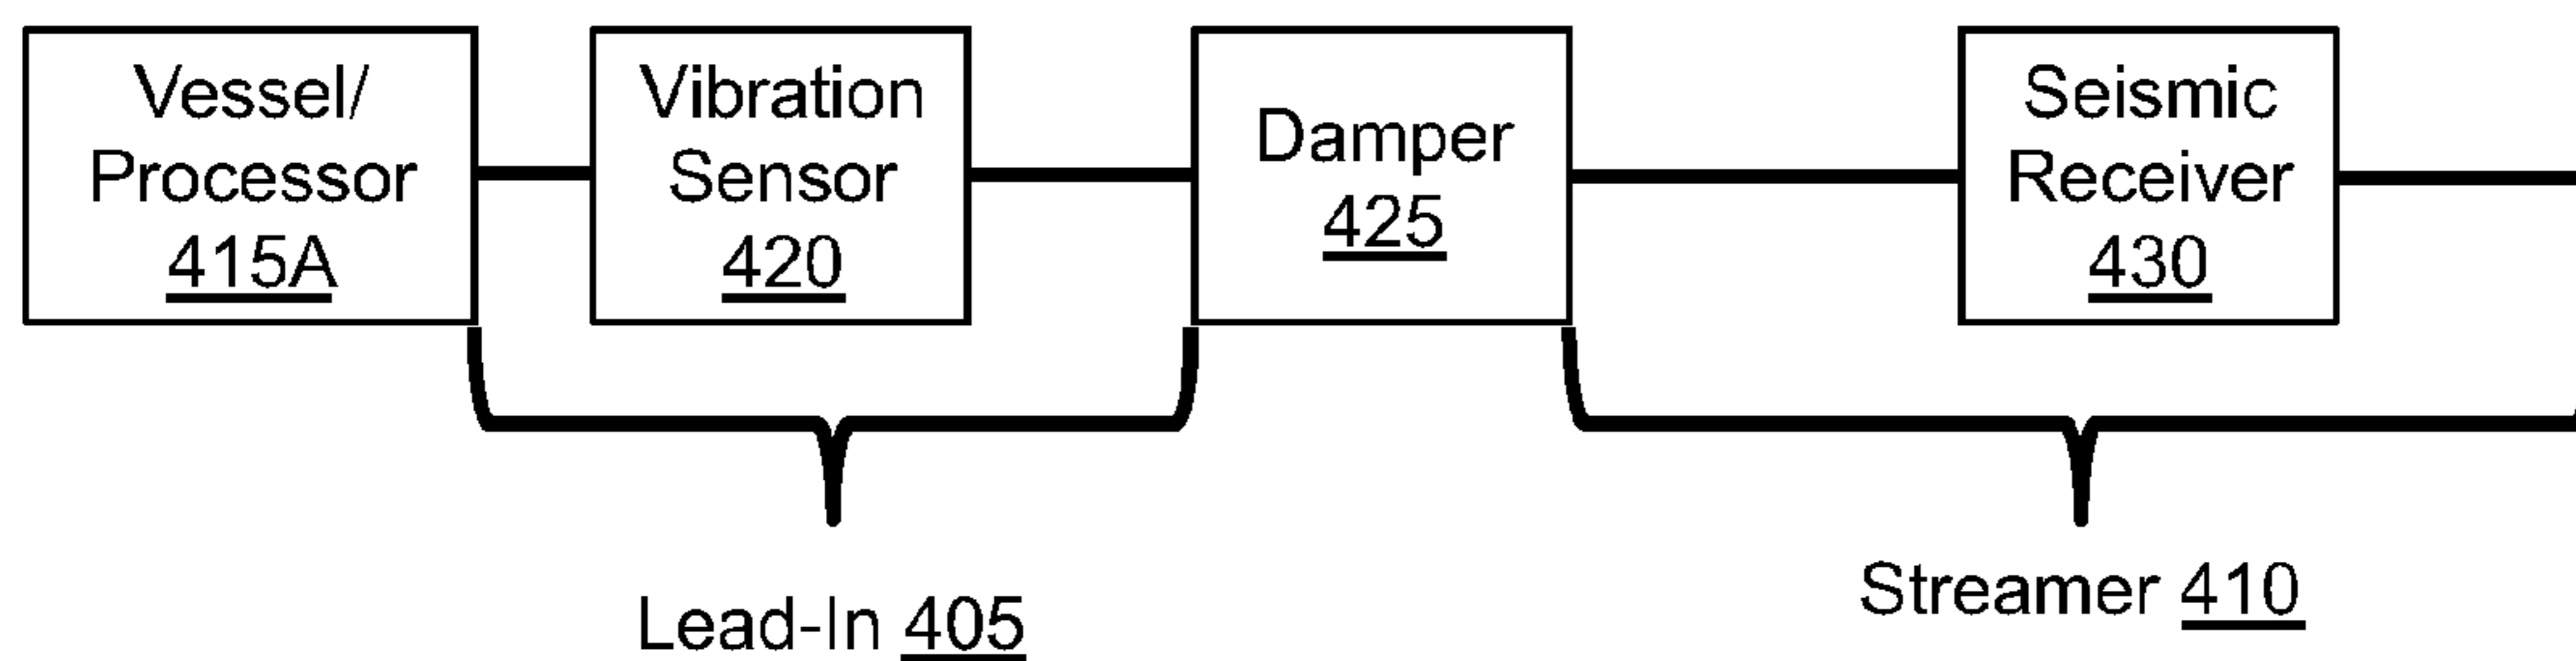 Vessel/
Processor
415A
Vibration
Sensor
420
Damper
425
Seismic
Receiver
430
Lead-In 405
Streamer 410